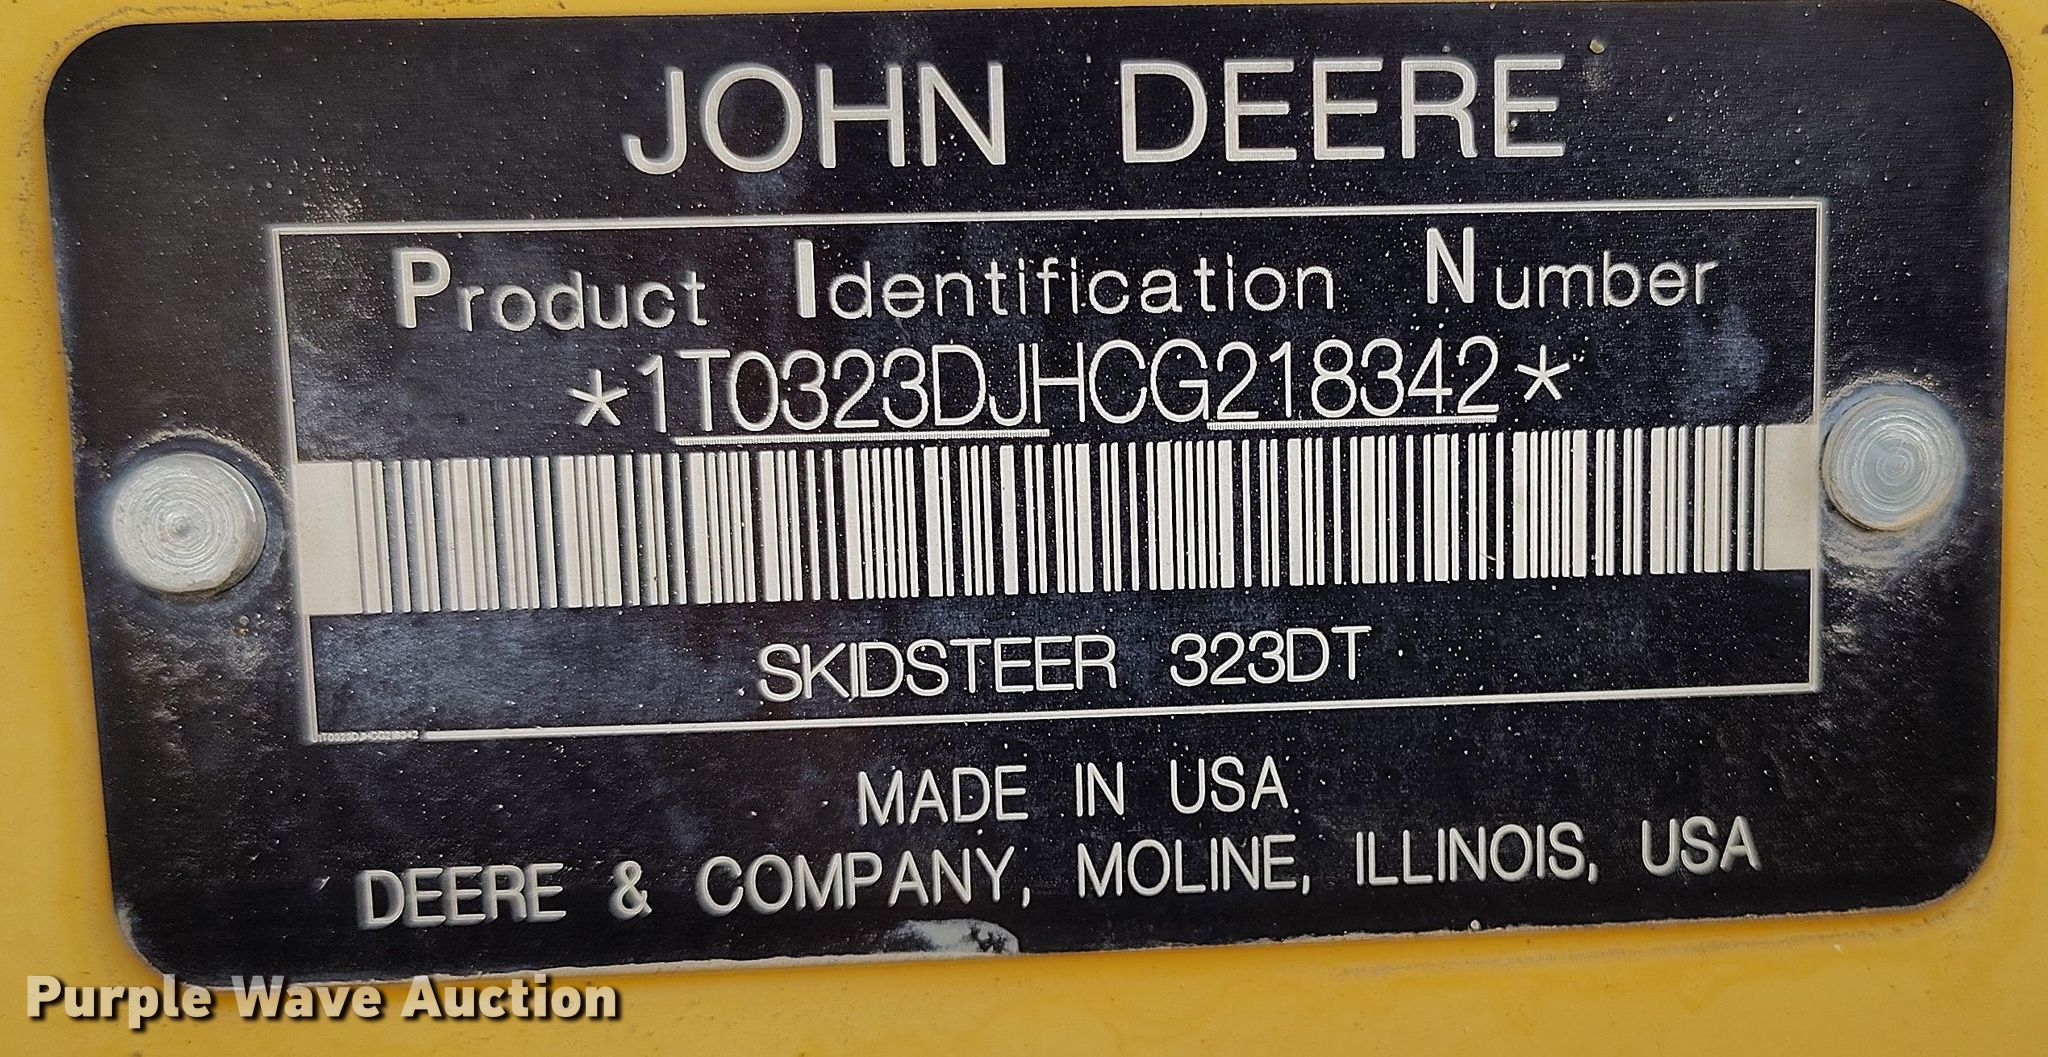 JOHN DEERE
Product Identification Number
*1T0323DJHCG218342*
SKIDSTEER 323DT
1T0323DJHCG218342
MADE IN USA
DEERE & COMPANY, MOLINE, ILLINOIS, USA
Purple Wave Auction